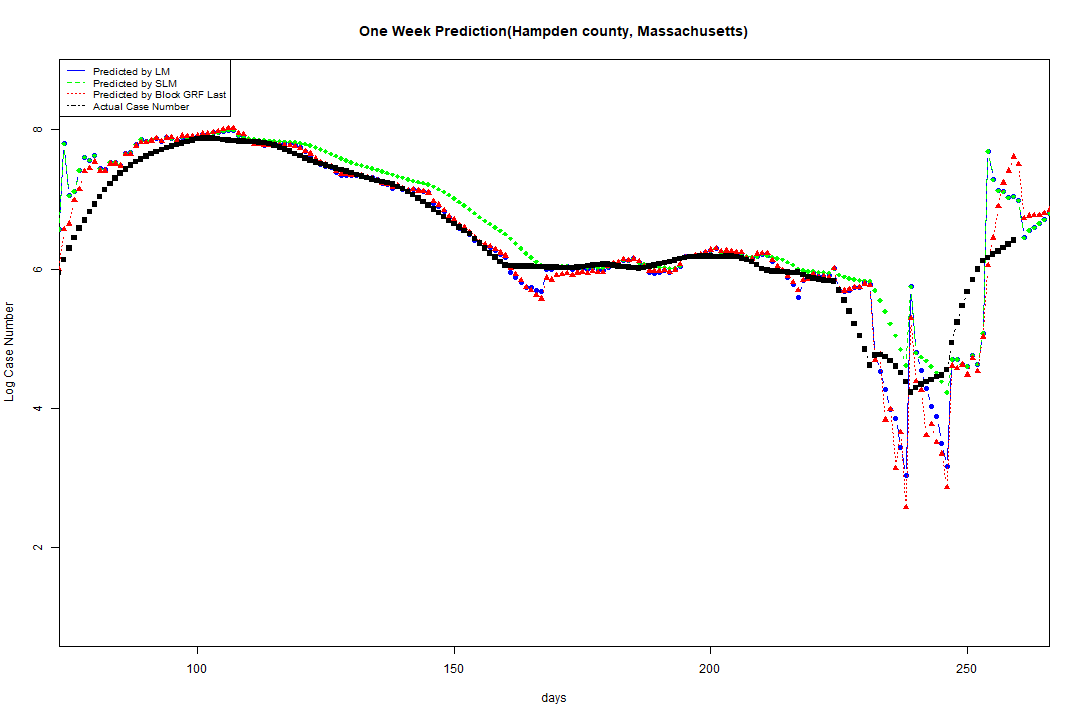 One Week Prediction(Hampden county, Massachusetts)
Predicted by LM
Predicted by SLM
Predicted by Block GRF Last
Actual Case Number
8
6
4
2
Log Case Number
100 150 200 250
days